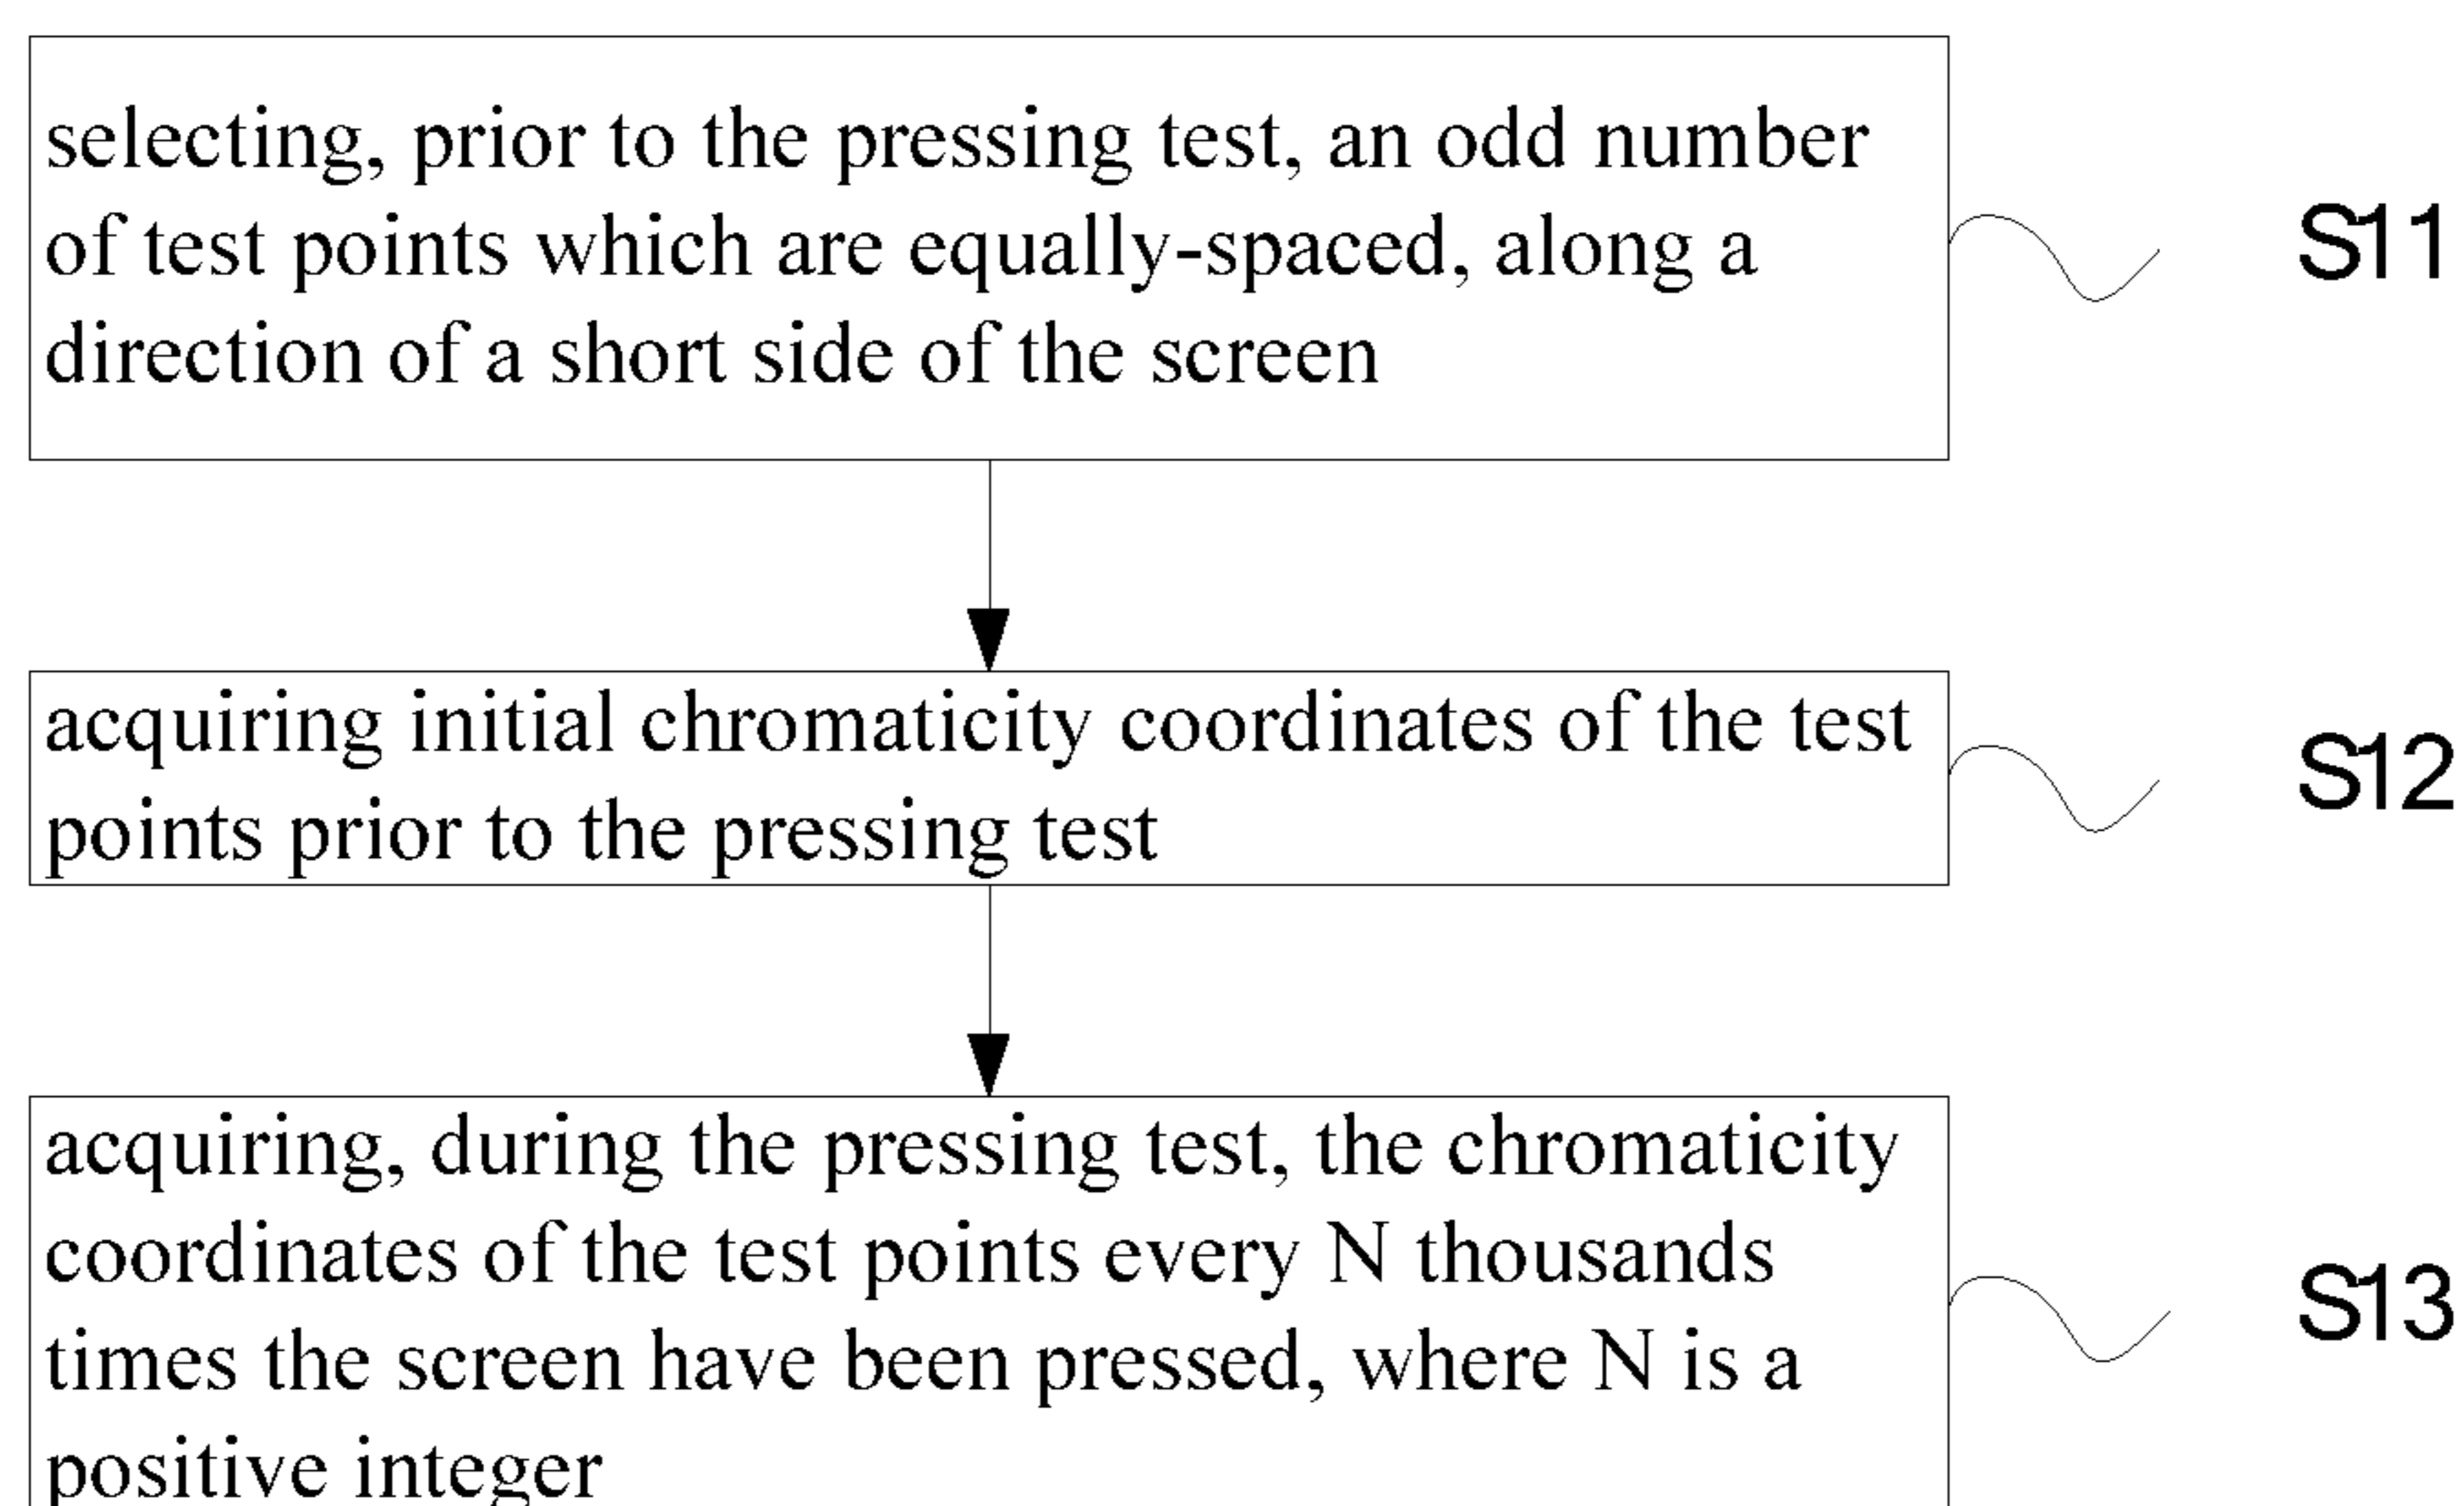 selecting, prior to the pressing test, an odd number
of test points which are equally-spaced, along a
direction of a short side of the screen
S11
acquiring initial chromaticity coordinates of the test
points prior to the pressing test
S12
acquiring, during the pressing test, the chromaticity
coordinates of the test points every N thousands
times the screen have been pressed, where N is a
positive integer
S13